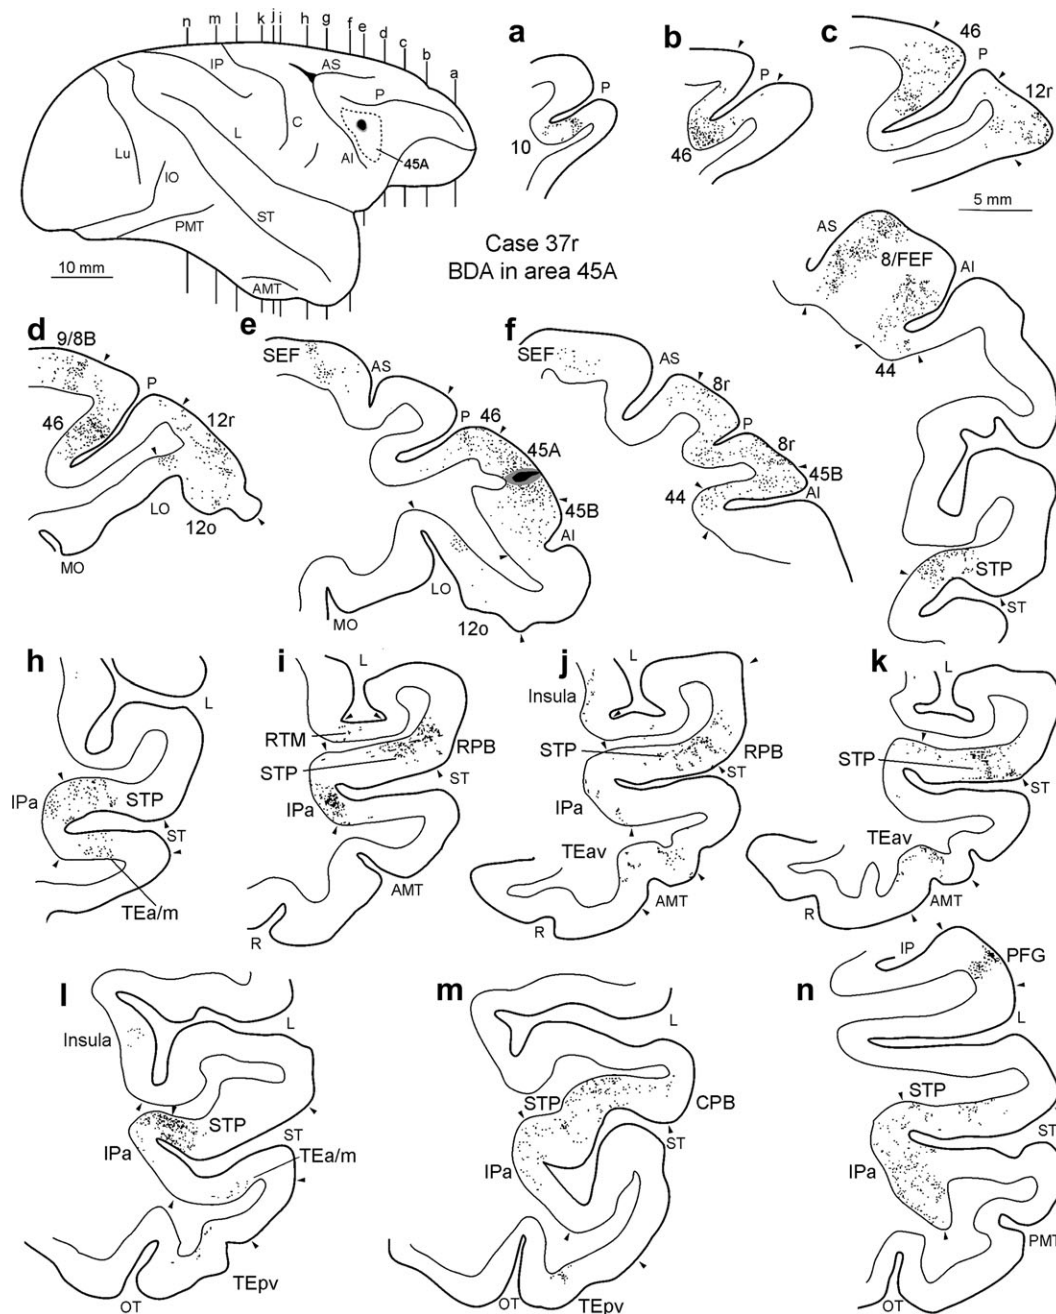 n m l k j i h g f e d c b a
IP
AS
P
L
C
Lu
IO
AI
45A
PMT
ST
AMT
10 mm
Case 37r
BDA in area 45A
a
P
10
b
P
46
c
46
P
12r
5 mm
AS
8/FEF
AI
44
STP
ST
d
9/8B
P
46
12r
LO
12o
MO
e
SEF
AS
P
46
45A
45B
AI
LO
MO
12o
f
SEF
AS
8r
P
8r
45B
44
AI
h
L
IPa
STP
ST
TEa/m
i
L
RTM
RPB
STP
ST
IPa
AMT
R
j
L
Insula
STP
RPB
ST
IPa
TEav
AMT
R
k
L
STP
ST
TEav
AMT
R
l
Insula
L
STP
IPa
ST
TEa/m
TEpv
OT
m
L
STP
CPB
ST
IPa
TEpv
OT
n
IP
PFG
L
STP
ST
IPa
PMT
OT